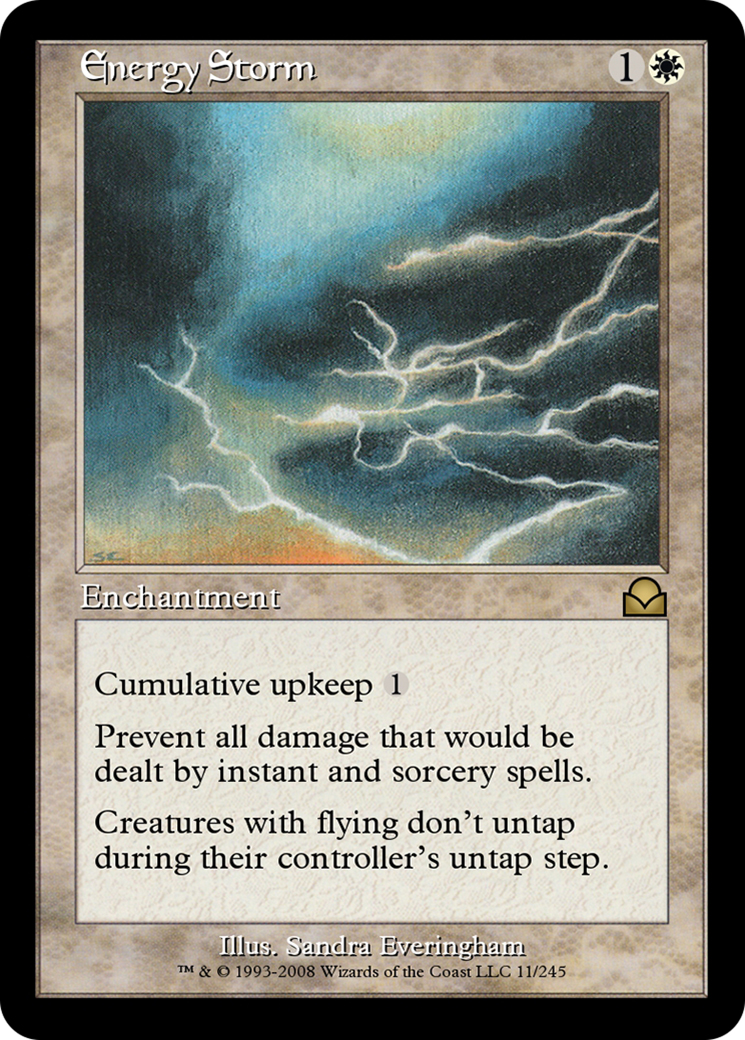 Energy Storm 1
SE
Enchantment
Cumulative upkeep 1
Prevent all damage that would be
dealt by instant and sorcery spells.
Creatures with flying don't untap
during their controller's untap step.
Illus. Sandra Everingham
™ & © 1993-2008 Wizards of the Coast LLC 11/245